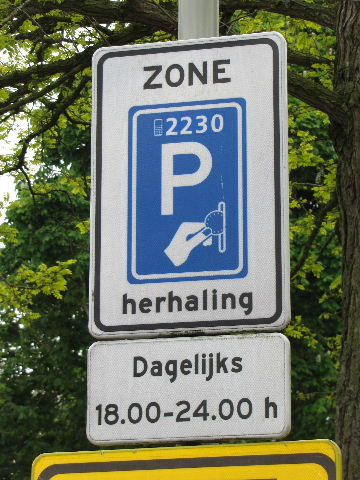 ZONE
2230
P
herhaling
Dagelijks
18.00-24.00 h